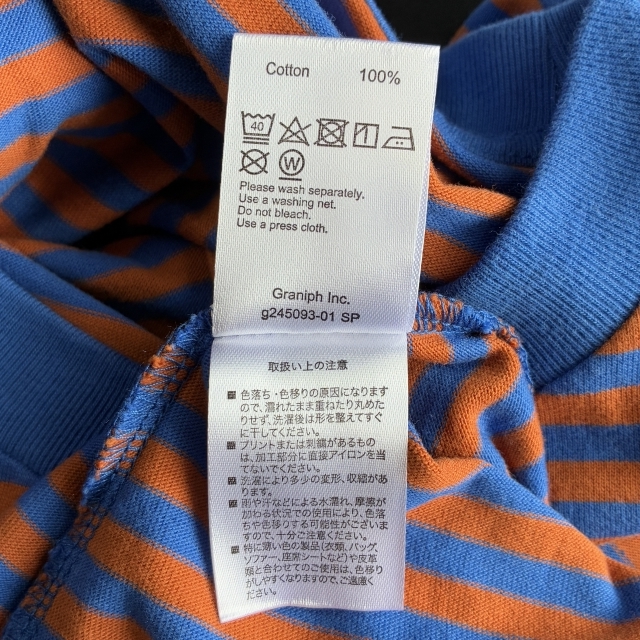 Cotton 100%
40
W
Please wash separately.
Use a washing net.
Do not bleach.
Use a press cloth.
Graniph Inc.
g245093-01 SP
取扱い上の注意
■ 色落ち・色移りの原因になります
ので、濡れたまま重ねたり丸めた
りせず、洗濯後は形を整えてすぐ
に干してください。
■ プリントまたは刺繍があるもの
は、加工部分に直接アイロンを当
てないでください。
■ 洗濯により多少の変形、収縮があ
ります。
■ 雨や汗などによる水濡れ、摩擦が
加わる状況での使用により、色落
ちや色移りする可能性がございま
すので、十分ご注意ください。
■ 特に薄い色の製品（衣類、バッグ、
ソファー、座席シートなど）や皮革
類と合わせてのご使用は、色移り
がしやすくなりますので、ご遠慮く
ださい。